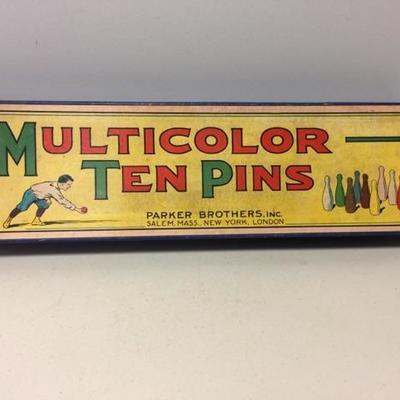 MULTICOLOR
TEN PINS
PARKER BROTHERS, INC.
SALEM, MASS., NEW YORK, LONDON